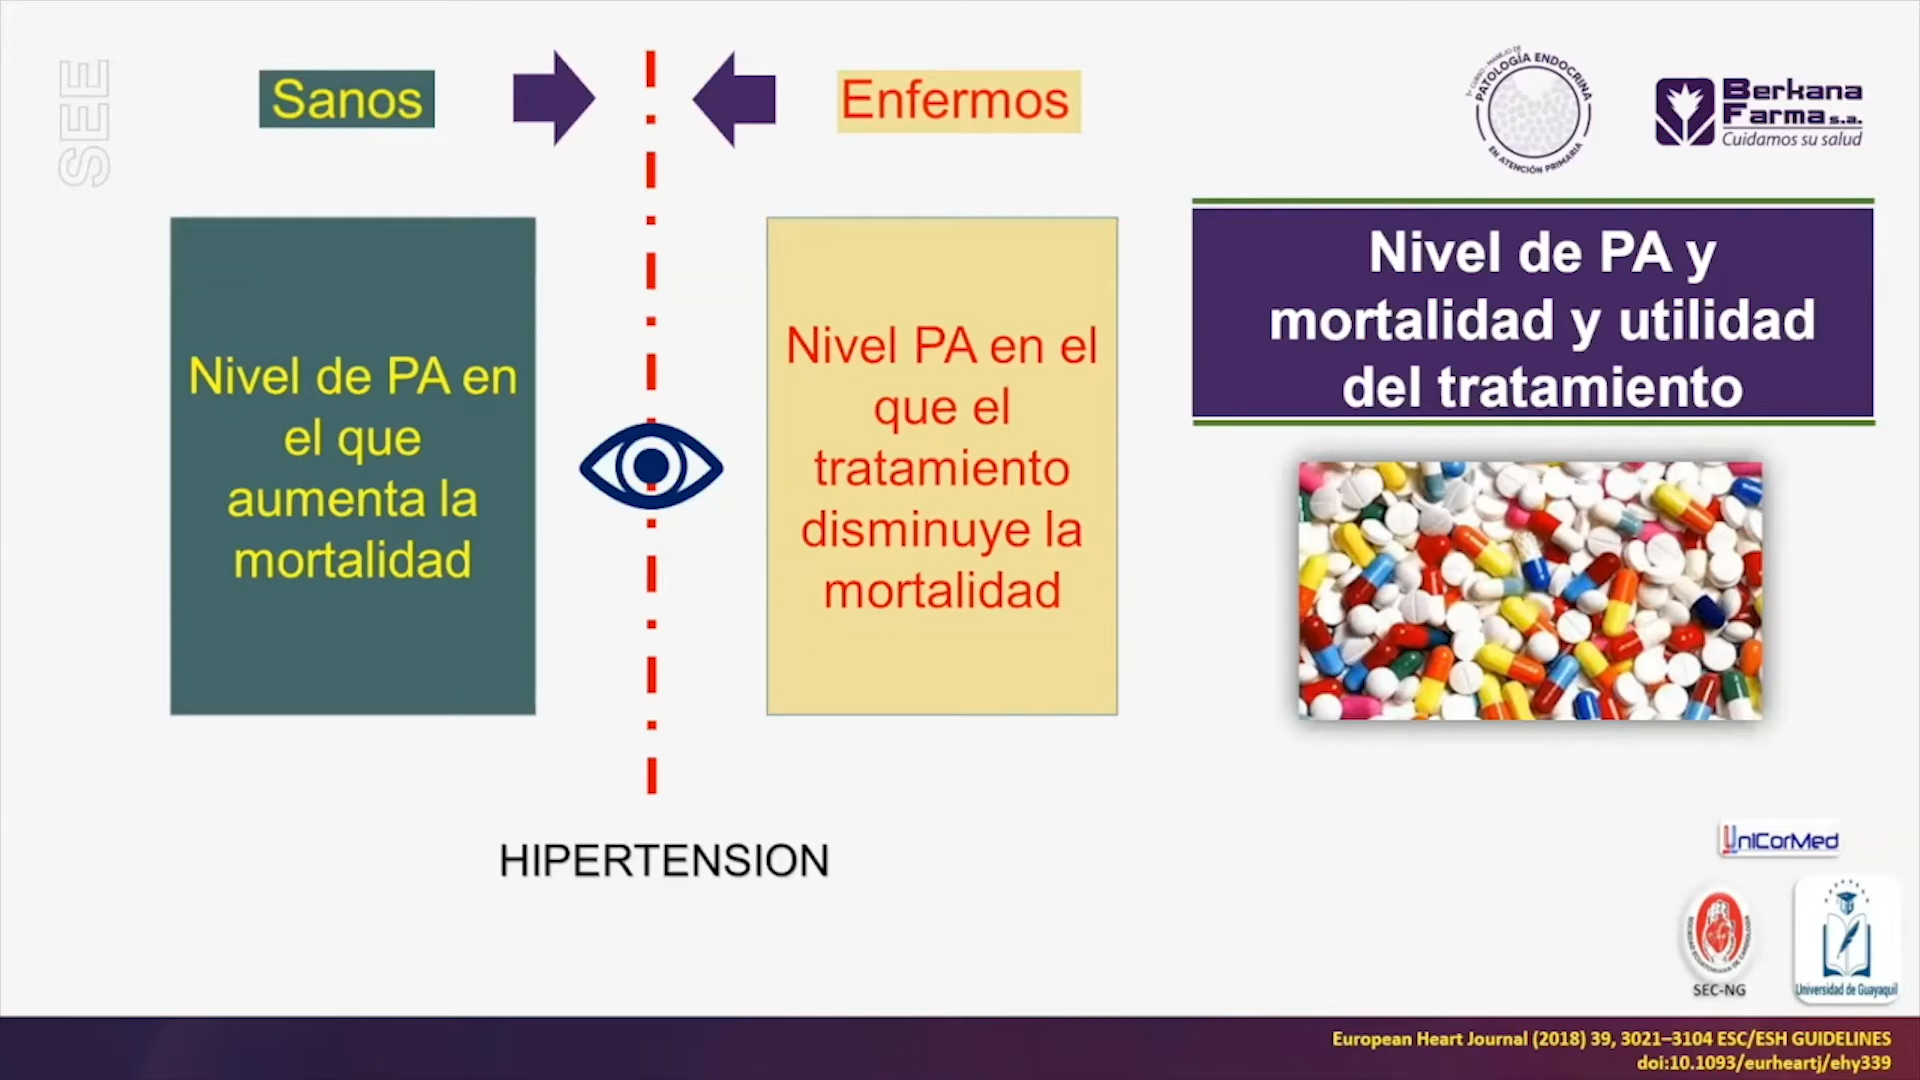 SEE
Sanos
Enfermos
Nivel de PA en
el que
aumenta la
mortalidad
Nivel PA en el
que el
tratamiento
disminuye la
mortalidad
HIPERTENSION
PATOLOGÍA ENDOCRINA
EN ATENCIÓN PRIMARIA
Berkana
Farma s.a.
Cuidamos su salud
Nivel de PA y
mortalidad y utilidad
del tratamiento
UniCorMed
SEC-NG
Universidad de Guayaquil
European Heart Journal (2018) 39, 3021–3104 ESC/ESH GUIDELINES
doi:10.1093/eurheartj/ehy339